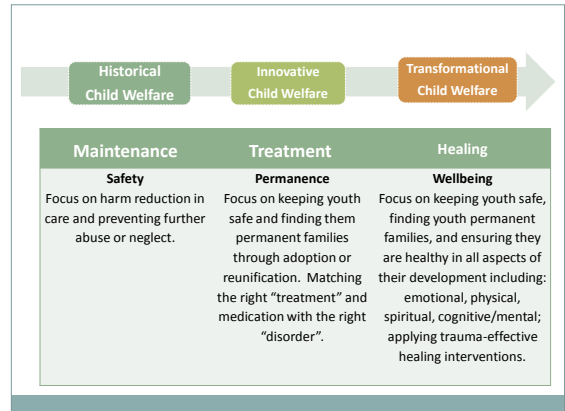 Historical
Child Welfare
Innovative
Child Welfare
Transformational
Child Welfare
Maintenance
Treatment
Healing
Safety
Focus on harm reduction in
care and preventing further
abuse or neglect.
Permanence
Focus on keeping youth
safe and finding them
permanent families
through adoption or
reunification.  Matching
the right “treatment” and
medication with the right
“disorder”.
Wellbeing
Focus on keeping youth safe,
finding youth permanent
families, and ensuring they
are healthy in all aspects of
their development including:
emotional, physical,
spiritual, cognitive/mental;
applying trauma-effective
healing interventions.